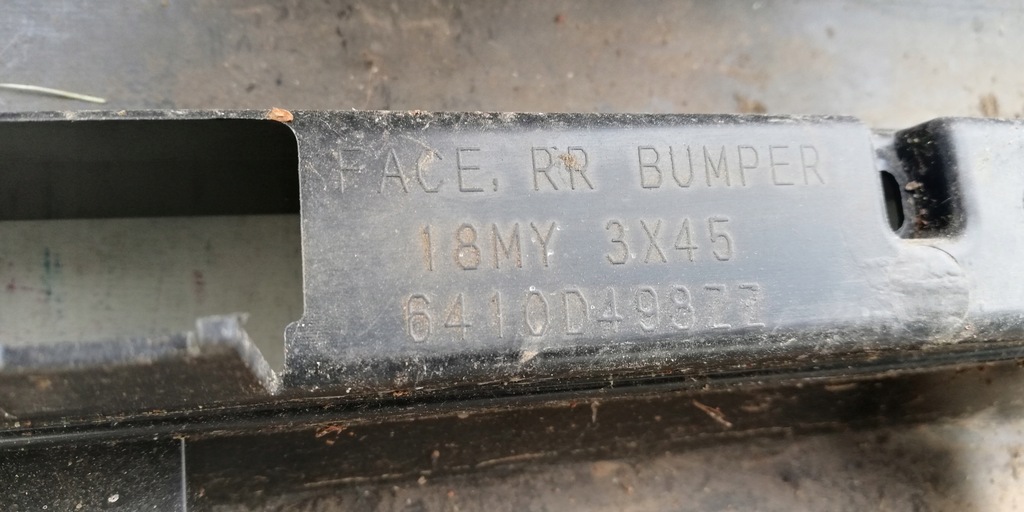 FACE, RR BUMPER
18MY 3X45
6410D498ZZ